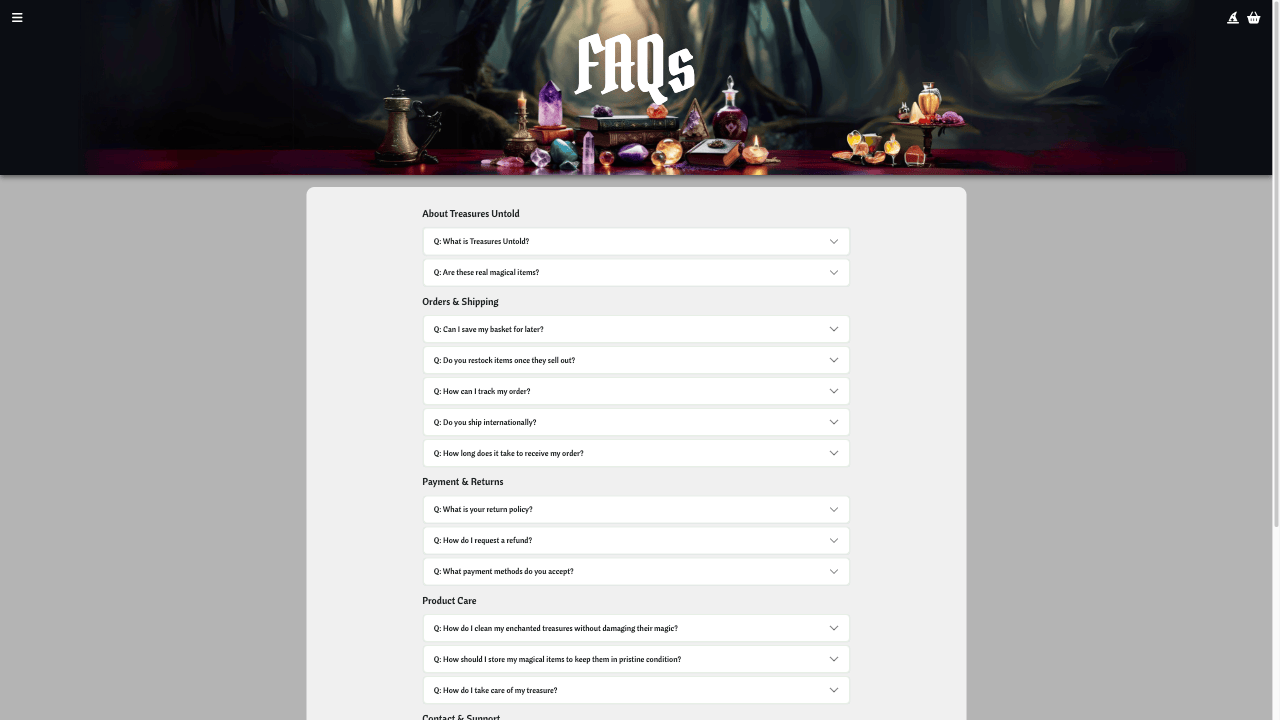 FAQs
About Treasures Untold
Q: What is Treasures Untold?
Q: Are these real magical items?
Orders & Shipping
Q: Can I save my basket for later?
Q: Do you restock items once they sell out?
Q: How can I track my order?
Q: Do you ship internationally?
Q: How long does it take to receive my order?
Payment & Returns
Q: What is your return policy?
Q: How do I request a refund?
Q: What payment methods do you accept?
Product Care
Q: How do I clean my enchanted treasures without damaging their magic?
Q: How should I store my magical items to keep them in pristine condition?
Q: How do I take care of my treasure?
Contact & Support